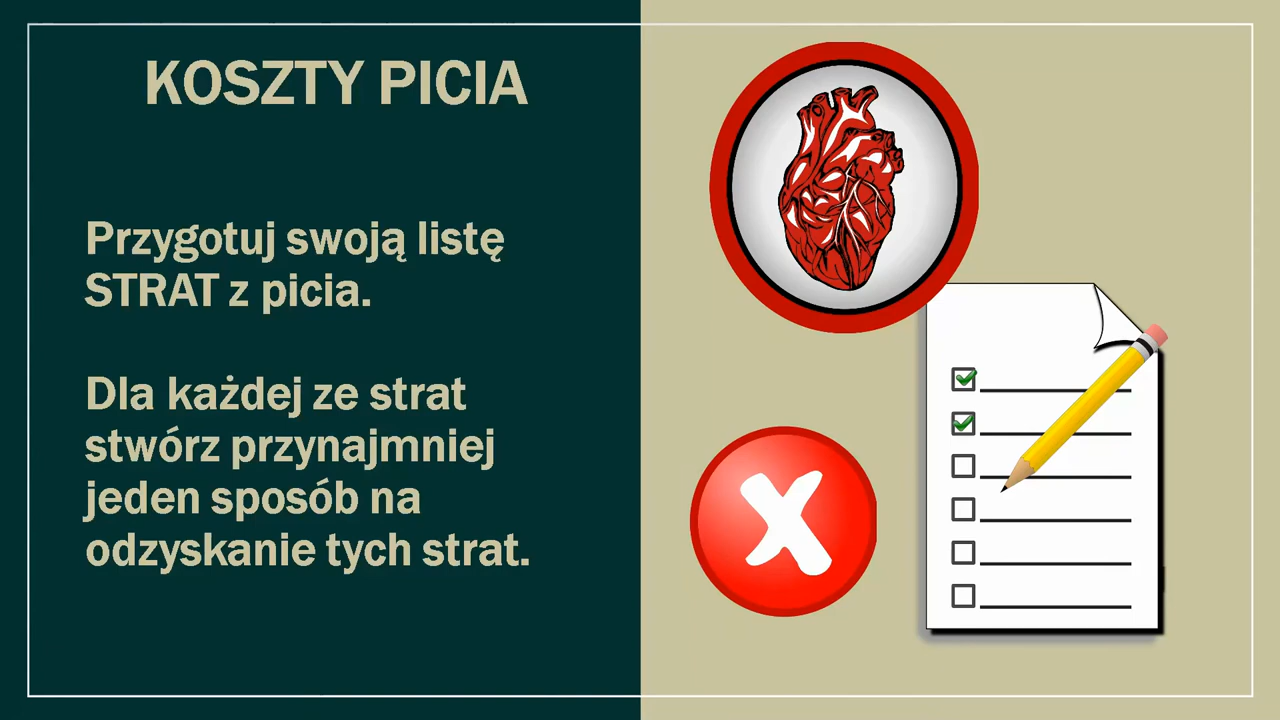 KOSZTY PICIA
Przygotuj swoją listę
STRAT z picia.
Dla każdej ze strat
stwórz przynajmniej
jeden sposób na
odzyskanie tych strat.
X